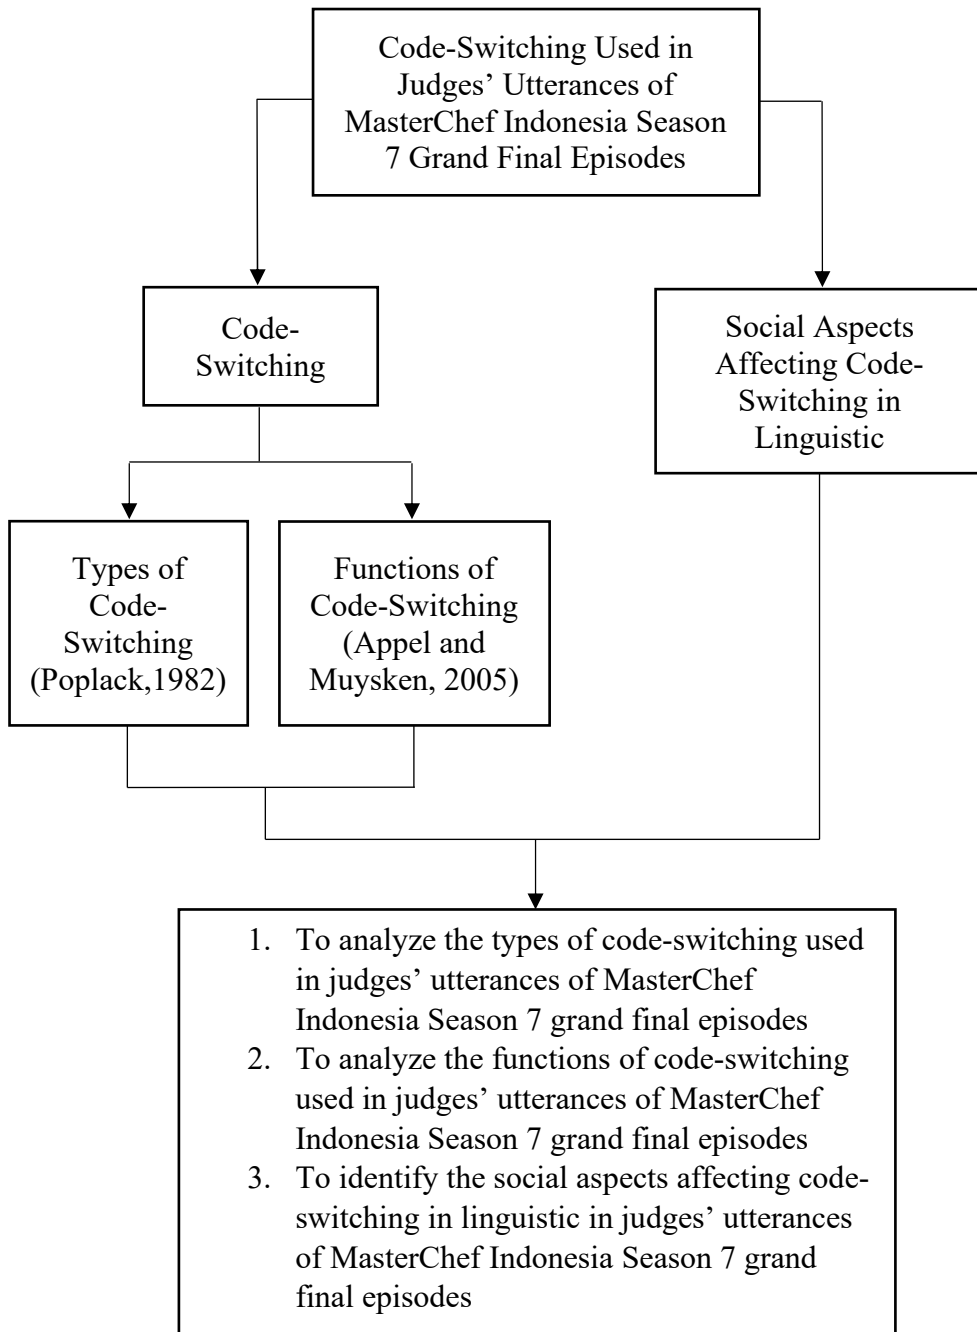 Code-Switching Used in
Judges’ Utterances of
MasterChef Indonesia Season
7 Grand Final Episodes
Code-
Switching
Social Aspects
Affecting Code-
Switching in
Linguistic
Types of
Code-
Switching
(Poplack,1982)
Functions of
Code-Switching
(Appel and
Muysken, 2005)
1. To analyze the types of code-switching used
in judges’ utterances of MasterChef
Indonesia Season 7 grand final episodes
2. To analyze the functions of code-switching
used in judges’ utterances of MasterChef
Indonesia Season 7 grand final episodes
3. To identify the social aspects affecting code-
switching in linguistic in judges’ utterances
of MasterChef Indonesia Season 7 grand
final episodes